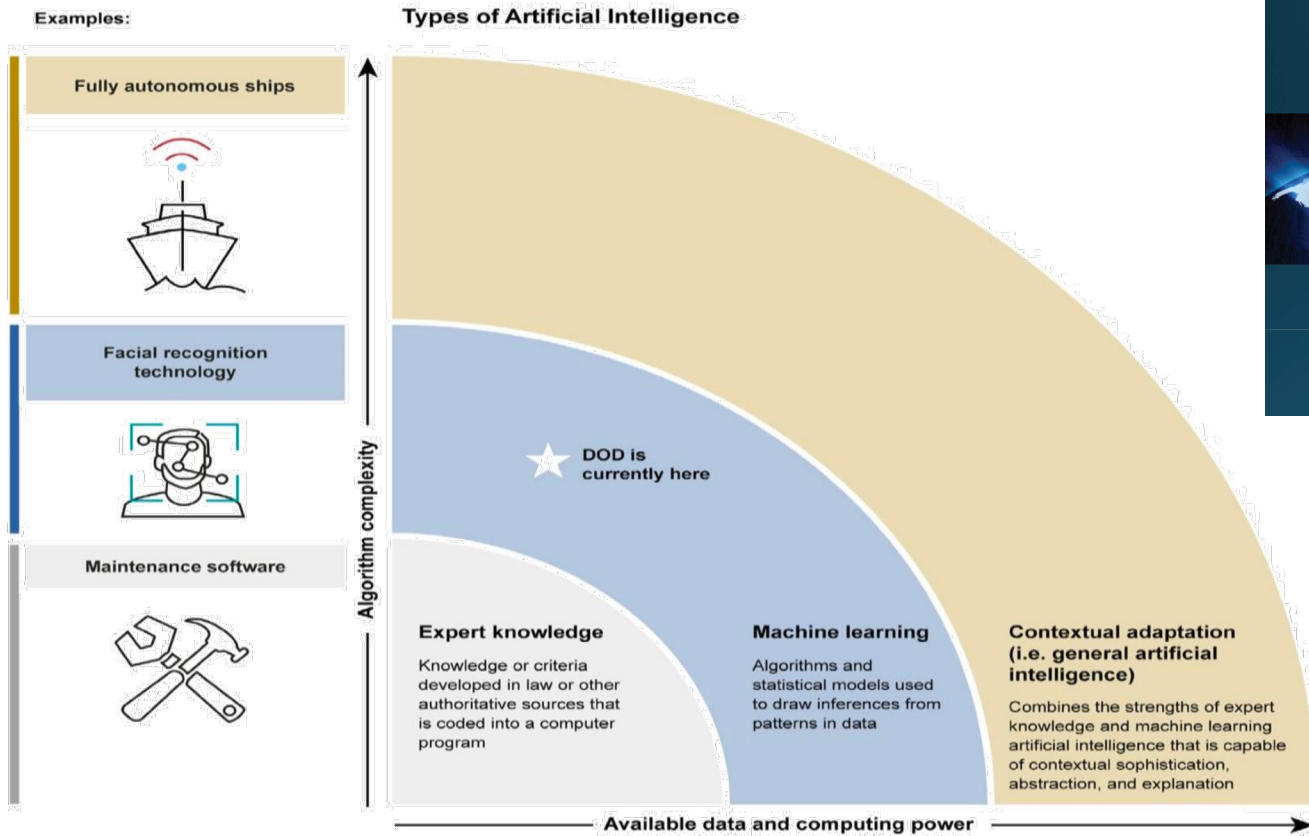 Examples:
Types of Artificial Intelligence
Fully autonomous ships
Facial recognition
technology
Maintenance software
Algorithm complexity
DOD is
currently here
Expert knowledge
Knowledge or criteria
developed in law or other
authoritative sources that
is coded into a computer
program
Machine learning
Algorithms and
statistical models used
to draw inferences from
patterns in data
Contextual adaptation
(i.e. general artificial
intelligence)
Combines the strengths of expert
knowledge and machine learning
artificial intelligence that is capable
of contextual sophistication,
abstraction, and explanation
Available data and computing power